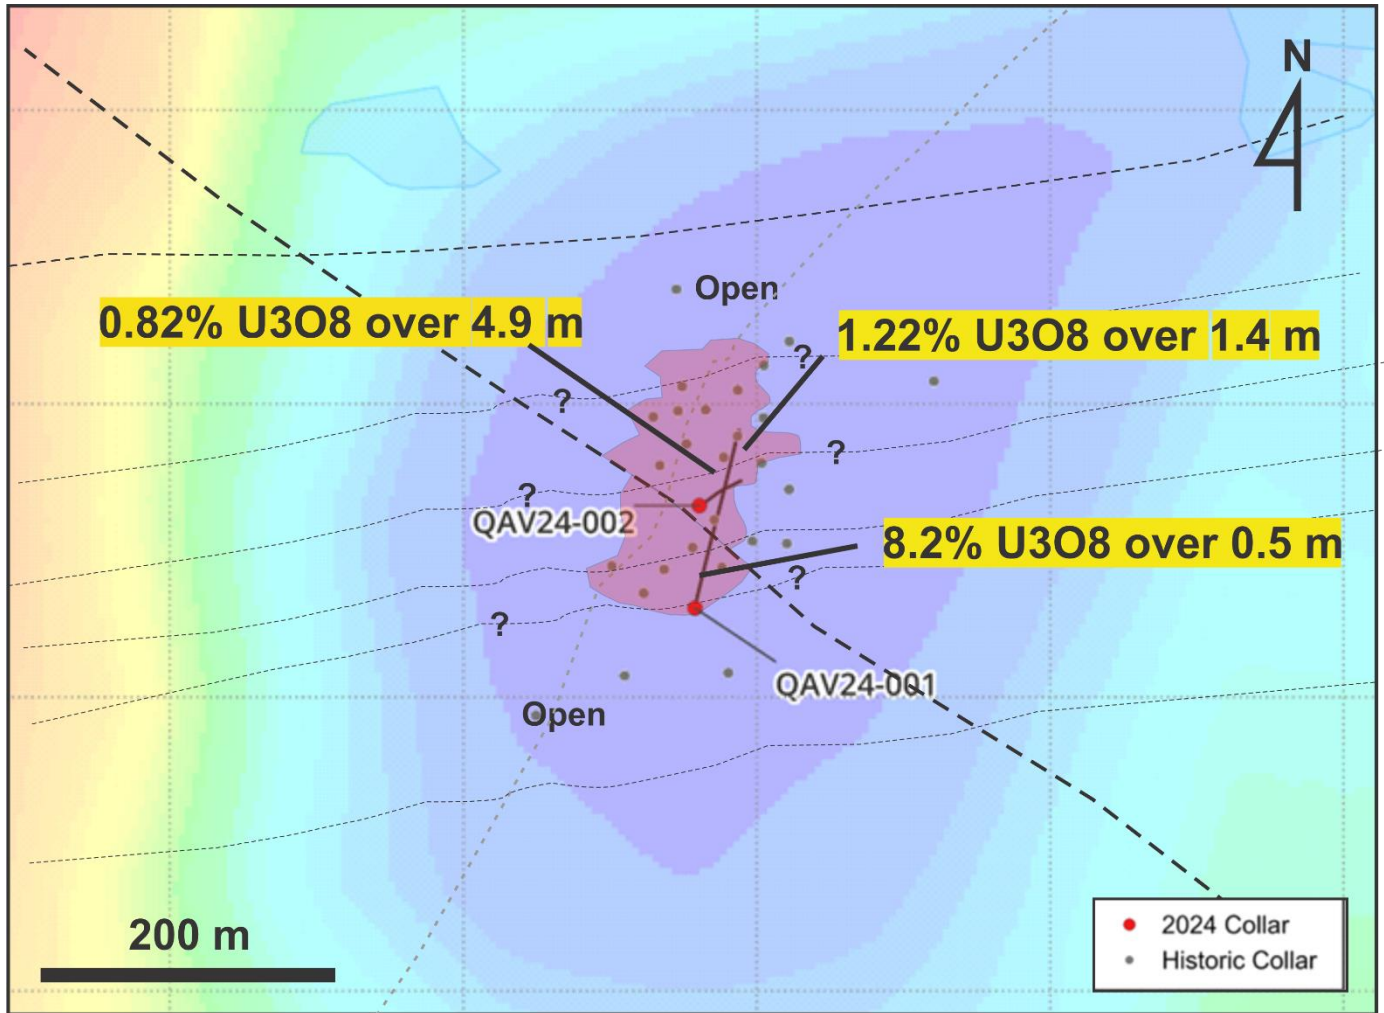 N
Open
0.82% U3O8 over 4.9 m
1.22% U3O8 over 1.4 m
?
?
?
?
QAV24-002
8.2% U3O8 over 0.5 m
?
?
QAV24-001
Open
200 m
2024 Collar
Historic Collar